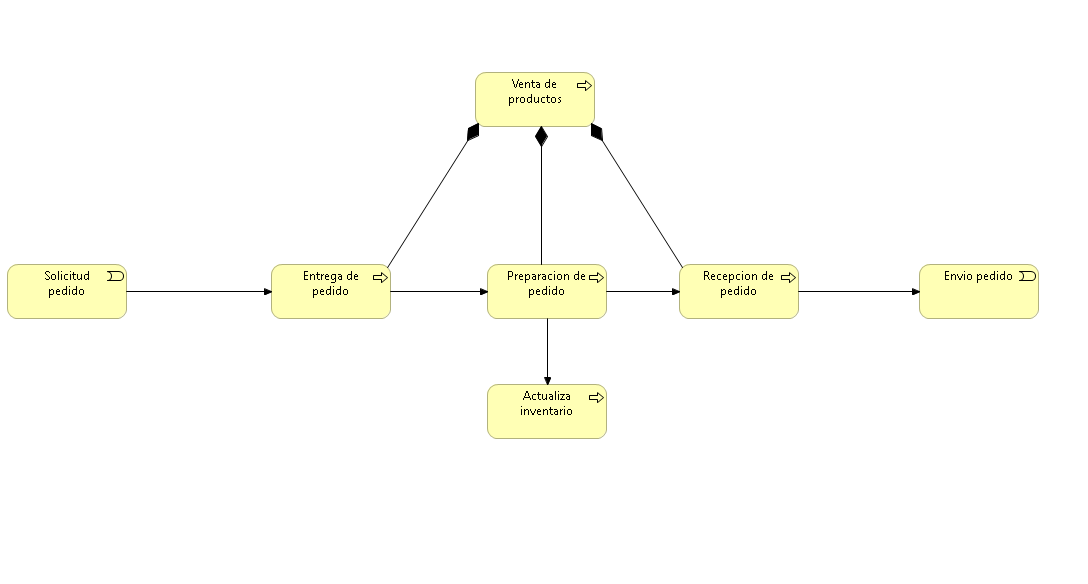 Venta de
productos
Solicitud
pedido
Entrega de
pedido
Preparacion de
pedido
Recepcion de
pedido
Envio pedido
Actualiza
inventario